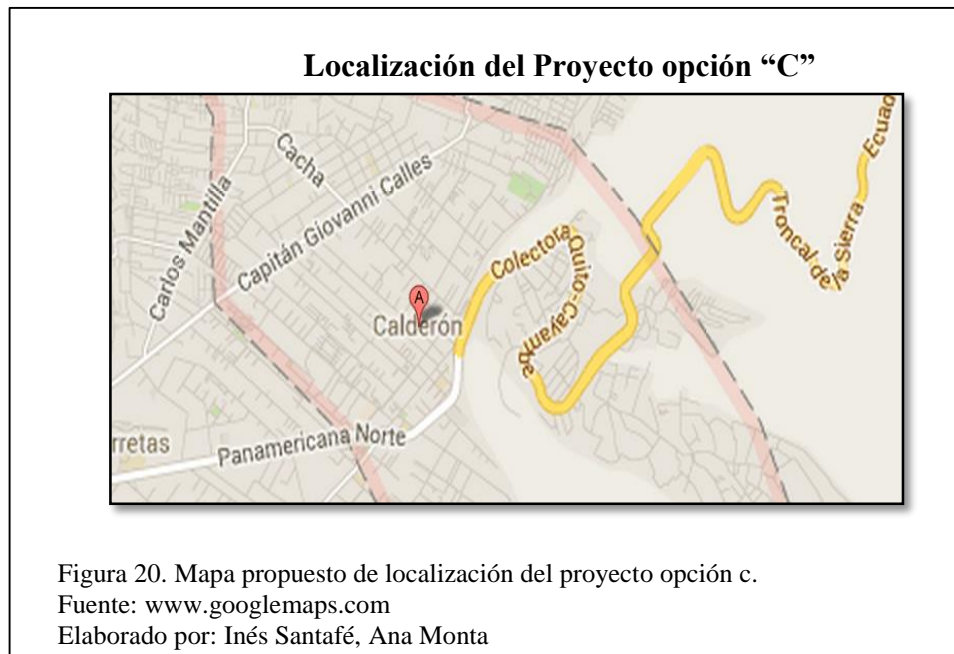 Localización del Proyecto opción “C”
Carlos Mantilla
Cacha
Capitán Giovanni Calles
Colectora Quito-Cayambe
Troncal de la Sierra
Ecuao
A
Calderón
Panamericana Norte
rretas
Figura 20. Mapa propuesto de localización del proyecto opción c.
Fuente: www.googlemaps.com
Elaborado por: Inés Santafé, Ana Monta